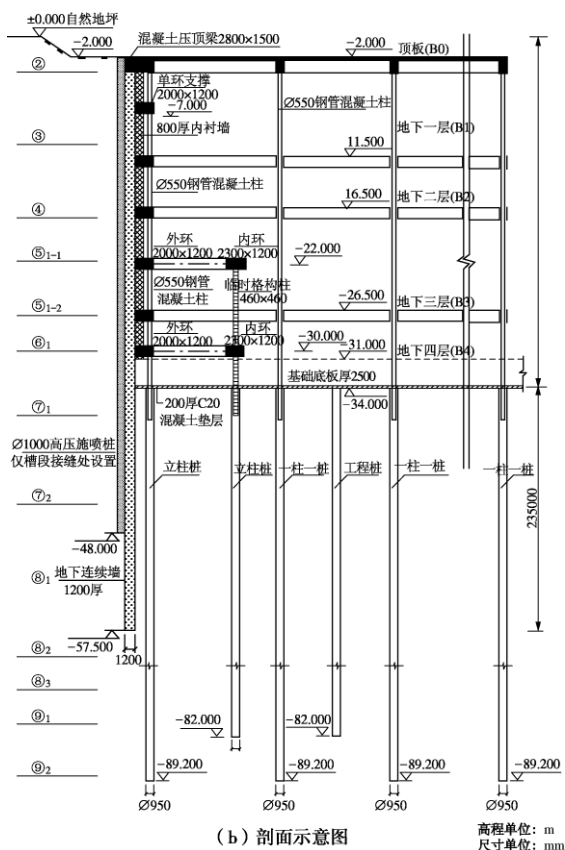 ±0.000自然地坪
-2.000
混凝土压顶梁2800×1500
-2.000
顶板(B0)
②
单环支撑
2000×1200
-7.000
Ø550钢管混凝土柱
800厚内衬墙
③
11.500
地下一层(B1)
Ø550钢管混凝土柱
16.500
地下二层(B2)
④
外环
2000×1200
内环
2300×1200
-22.000
⑤1-1
Ø550钢管
混凝土柱
临时格构柱
460×460
-26.500
地下三层(B3)
⑤1-2
外环
2000×1200
内环
2300×1200
-30.000
-31.000
地下四层(B4)
⑥1
基础底板厚2500
200厚C20
混凝土垫层
-34.000
⑦1
Ø1000高压施喷桩
仅槽段接缝处设置
立柱桩
立柱桩
一柱一桩
工程桩
一柱一桩
一柱一桩
235000
⑦2
-48.000
⑧1
地下连续墙
1200厚
-57.500
1200
⑧2
⑧3
⑨1
-82.000
-82.000
⑨2
-89.200
-89.200
-89.200
-89.200
Ø950
Ø950
Ø950
Ø950
(b)剖面示意图
高程单位：m
尺寸单位：mm